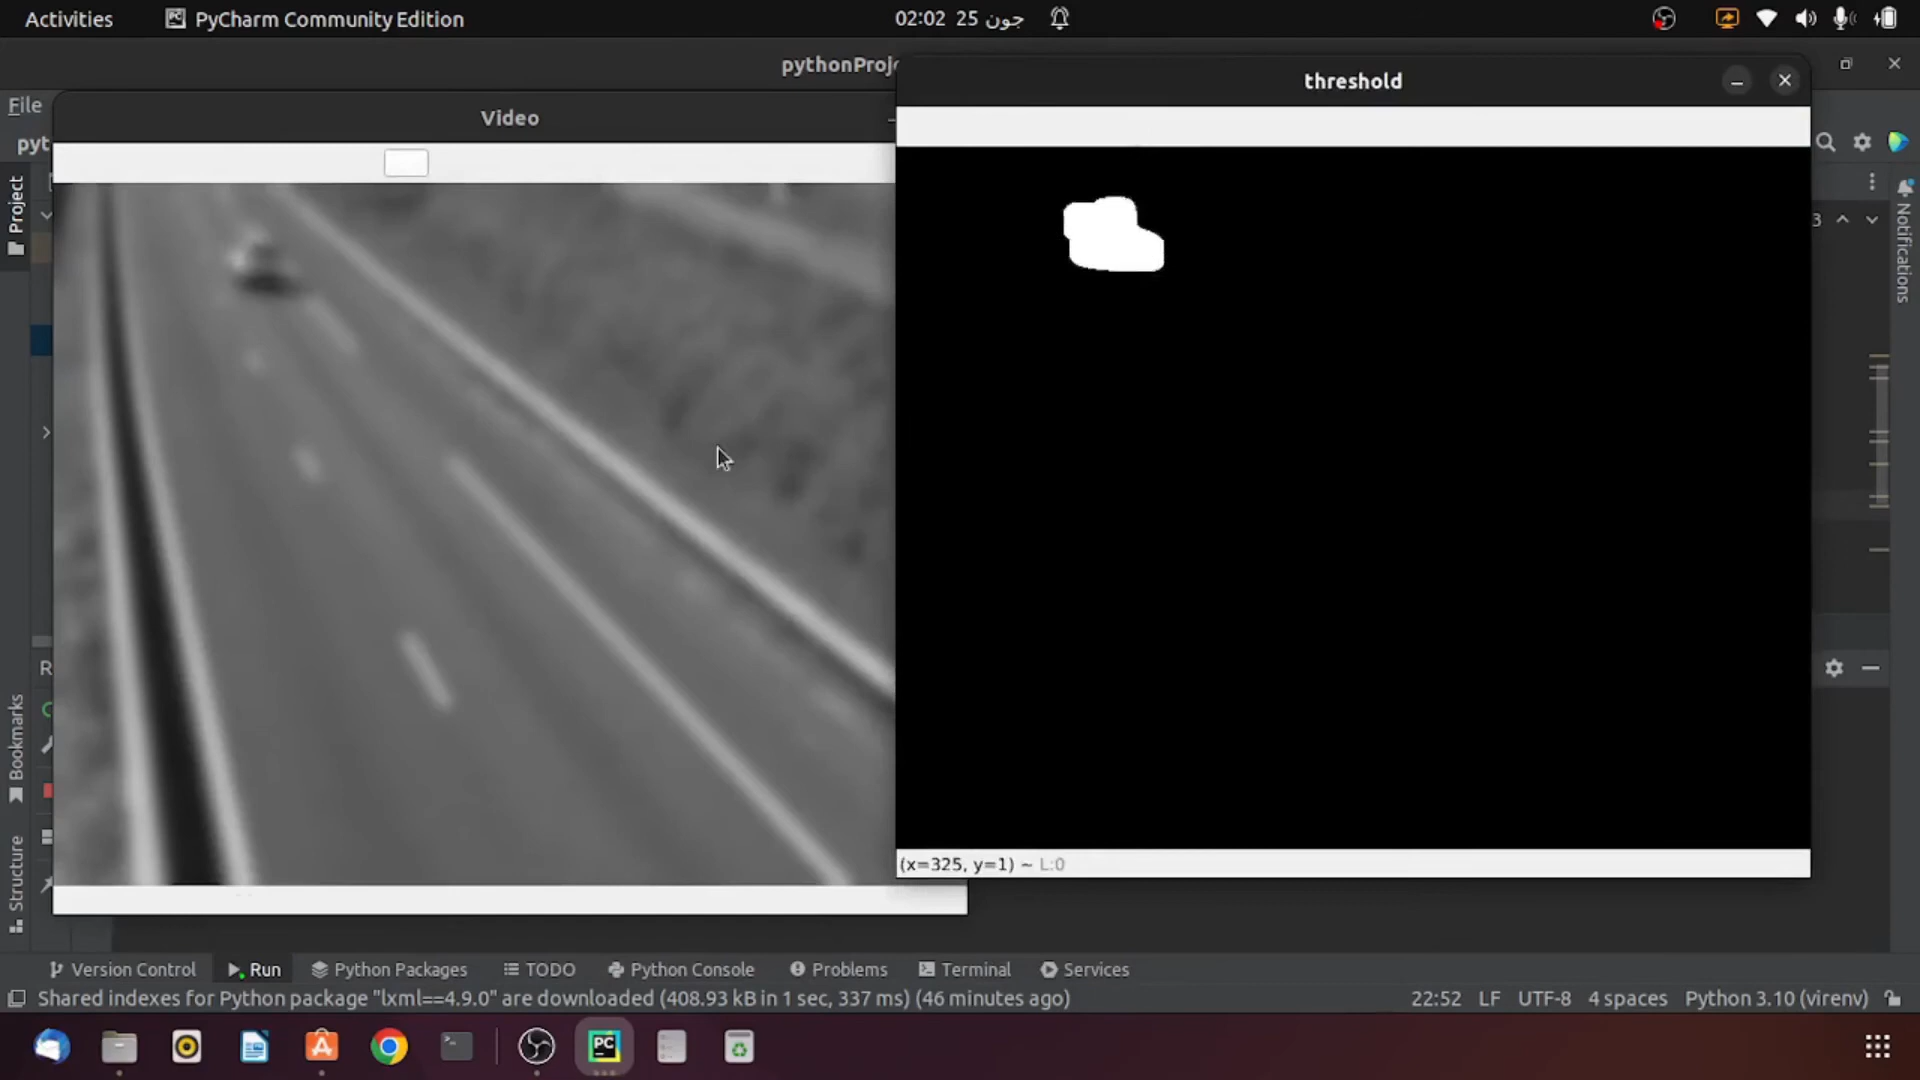 Activities PyCharm Community Edition 02:02 25 جون
pythonProje
threshold
Video
File
pyt
Project
3
Notifications
R
Bookmarks
Structure
(x=325, y=1) ~ L:0
Version Control Run Python Packages TODO Python Console Problems Terminal Services
Shared indexes for Python package "lxml==4.9.0" are downloaded (408.93 kB in 1 sec, 337 ms) (46 minutes ago) 22:52 LF UTF-8 4 spaces Python 3.10 (virenv)
PC